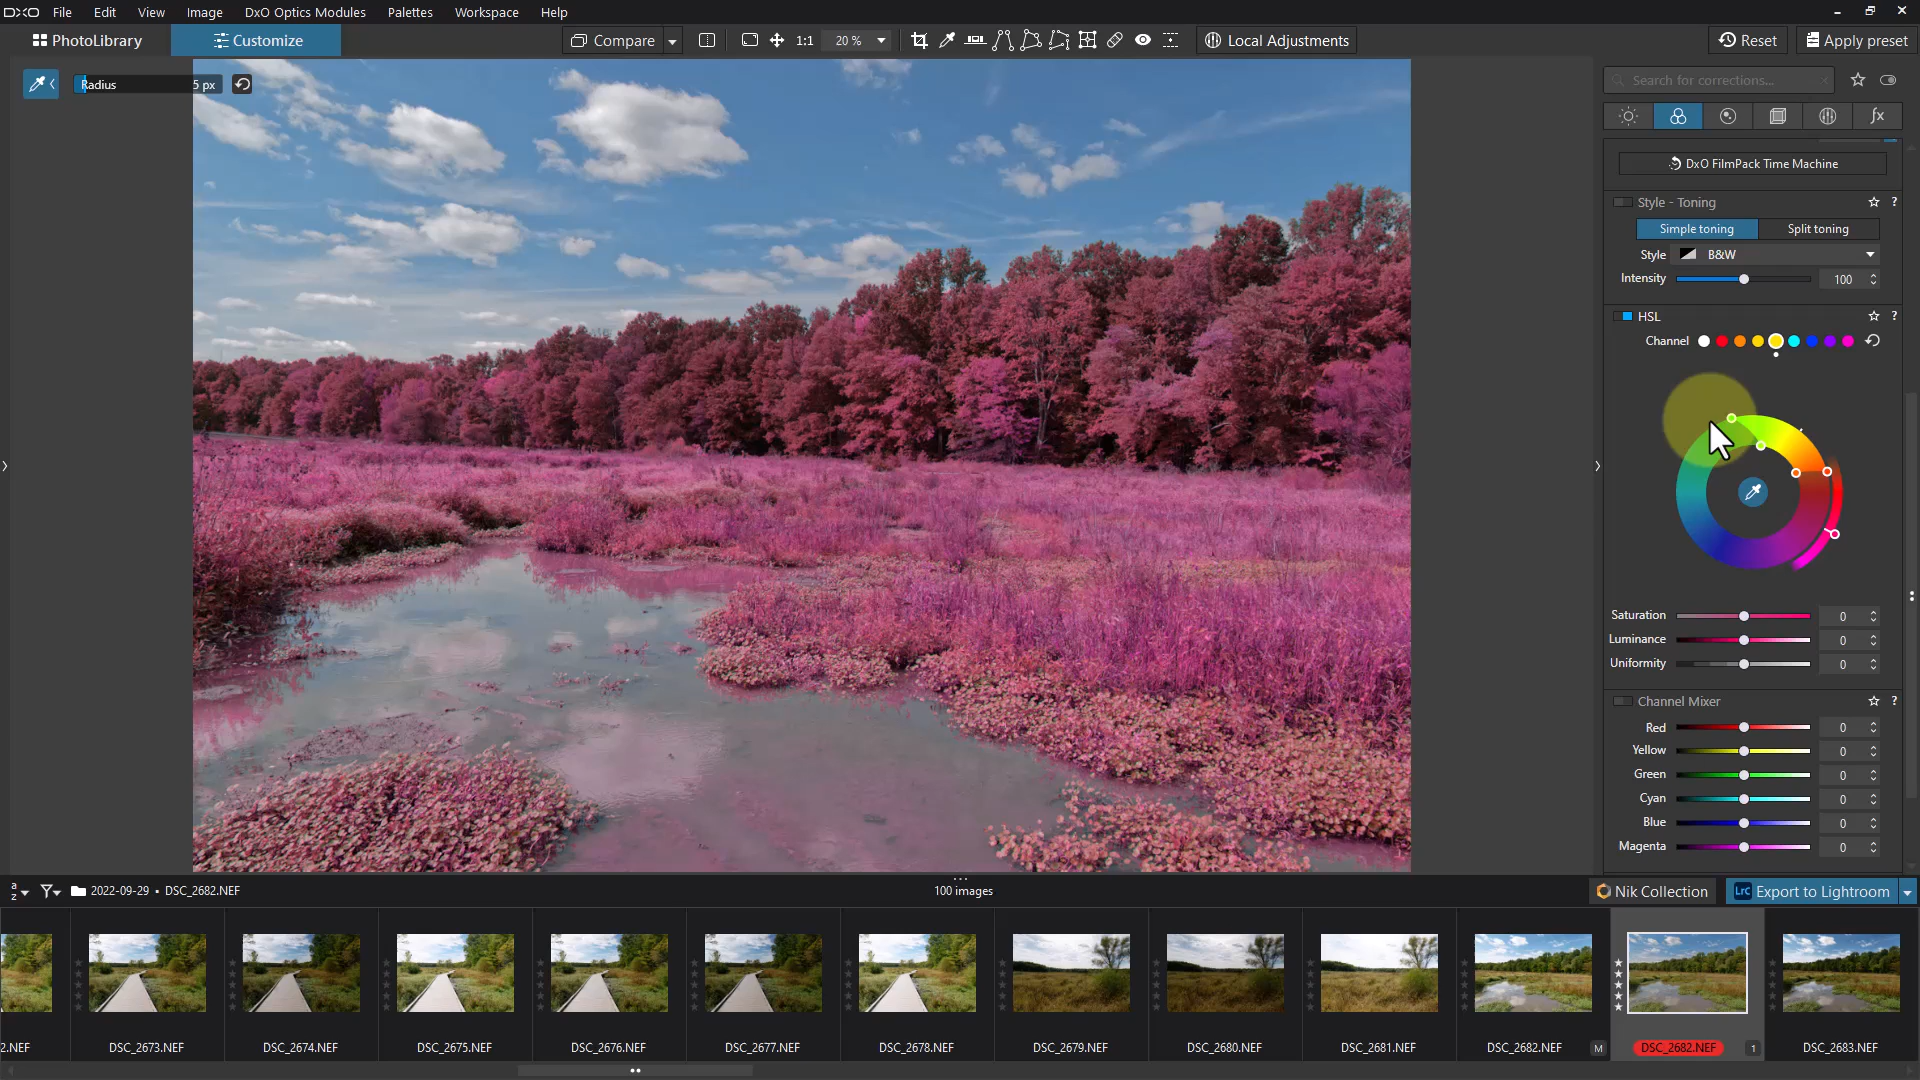 DXO File Edit View Image DxO Optics Modules Palettes Workspace Help
PhotoLibrary Customize Compare 1:1 20 % Local Adjustments Reset Apply preset
Radius 5 px
Search for corrections...
fx
DxO FilmPack Time Machine
Style - Toning ?
Simple toning Split toning
Style B&W
Intensity 100
HSL ?
Channel
Saturation 0
Luminance 0
Uniformity 0
Channel Mixer ?
Red 0
Yellow 0
Green 0
Cyan 0
Blue 0
Magenta 0
a
z
2022-09-29 • DSC_2682.NEF 100 images Nik Collection LrC Export to Lightroom
2.NEF DSC_2673.NEF DSC_2674.NEF DSC_2675.NEF DSC_2676.NEF DSC_2677.NEF DSC_2678.NEF DSC_2679.NEF DSC_2680.NEF DSC_2681.NEF DSC_2682.NEF M DSC_2682.NEF 1 DSC_2683.NEF